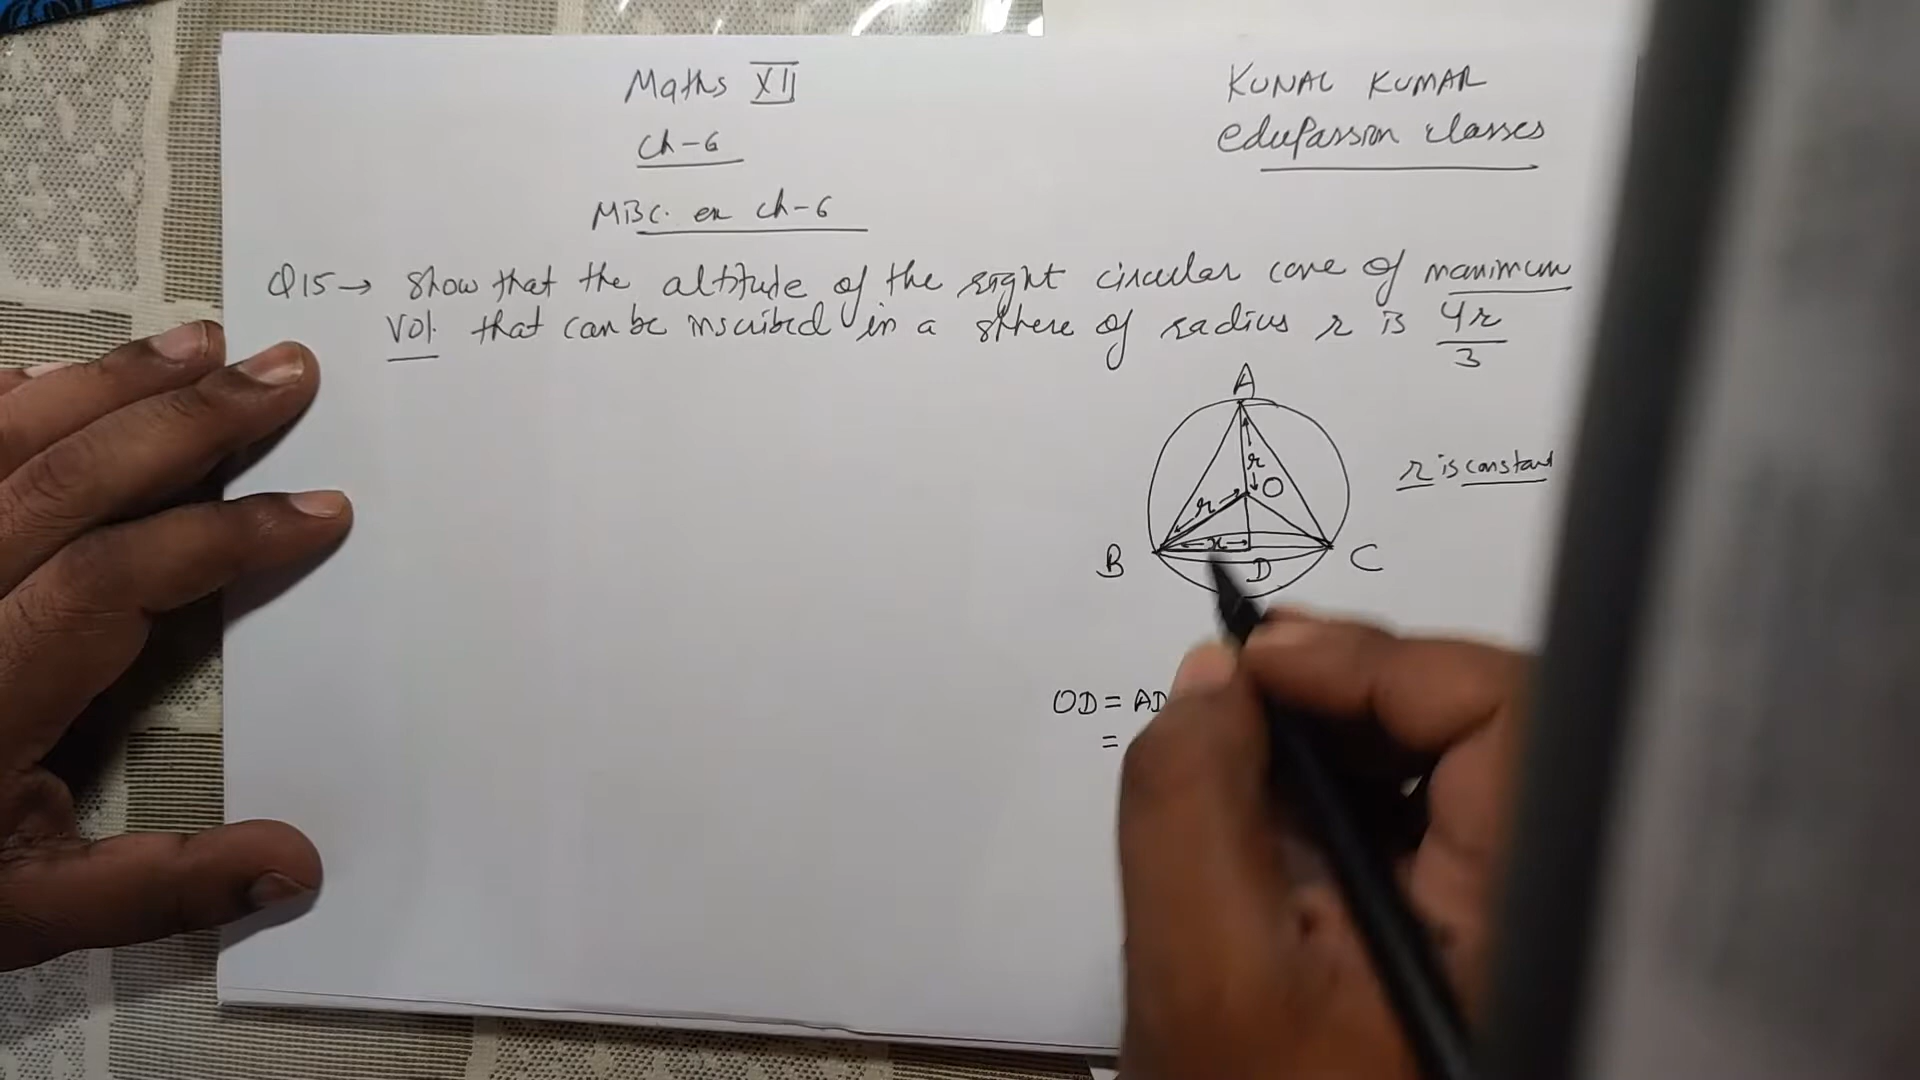 Maths XII
KUNAL KUMAR
Ch-6
eduPassion classes
Misc. ex ch-6
Q15→ Show that the altitude of the right circular cone of maximum
Vol. that can be inscribed in a sphere of radius r is 4r/3
A
r
r is constant
O
r
x
B
D
C
OD = AD
=